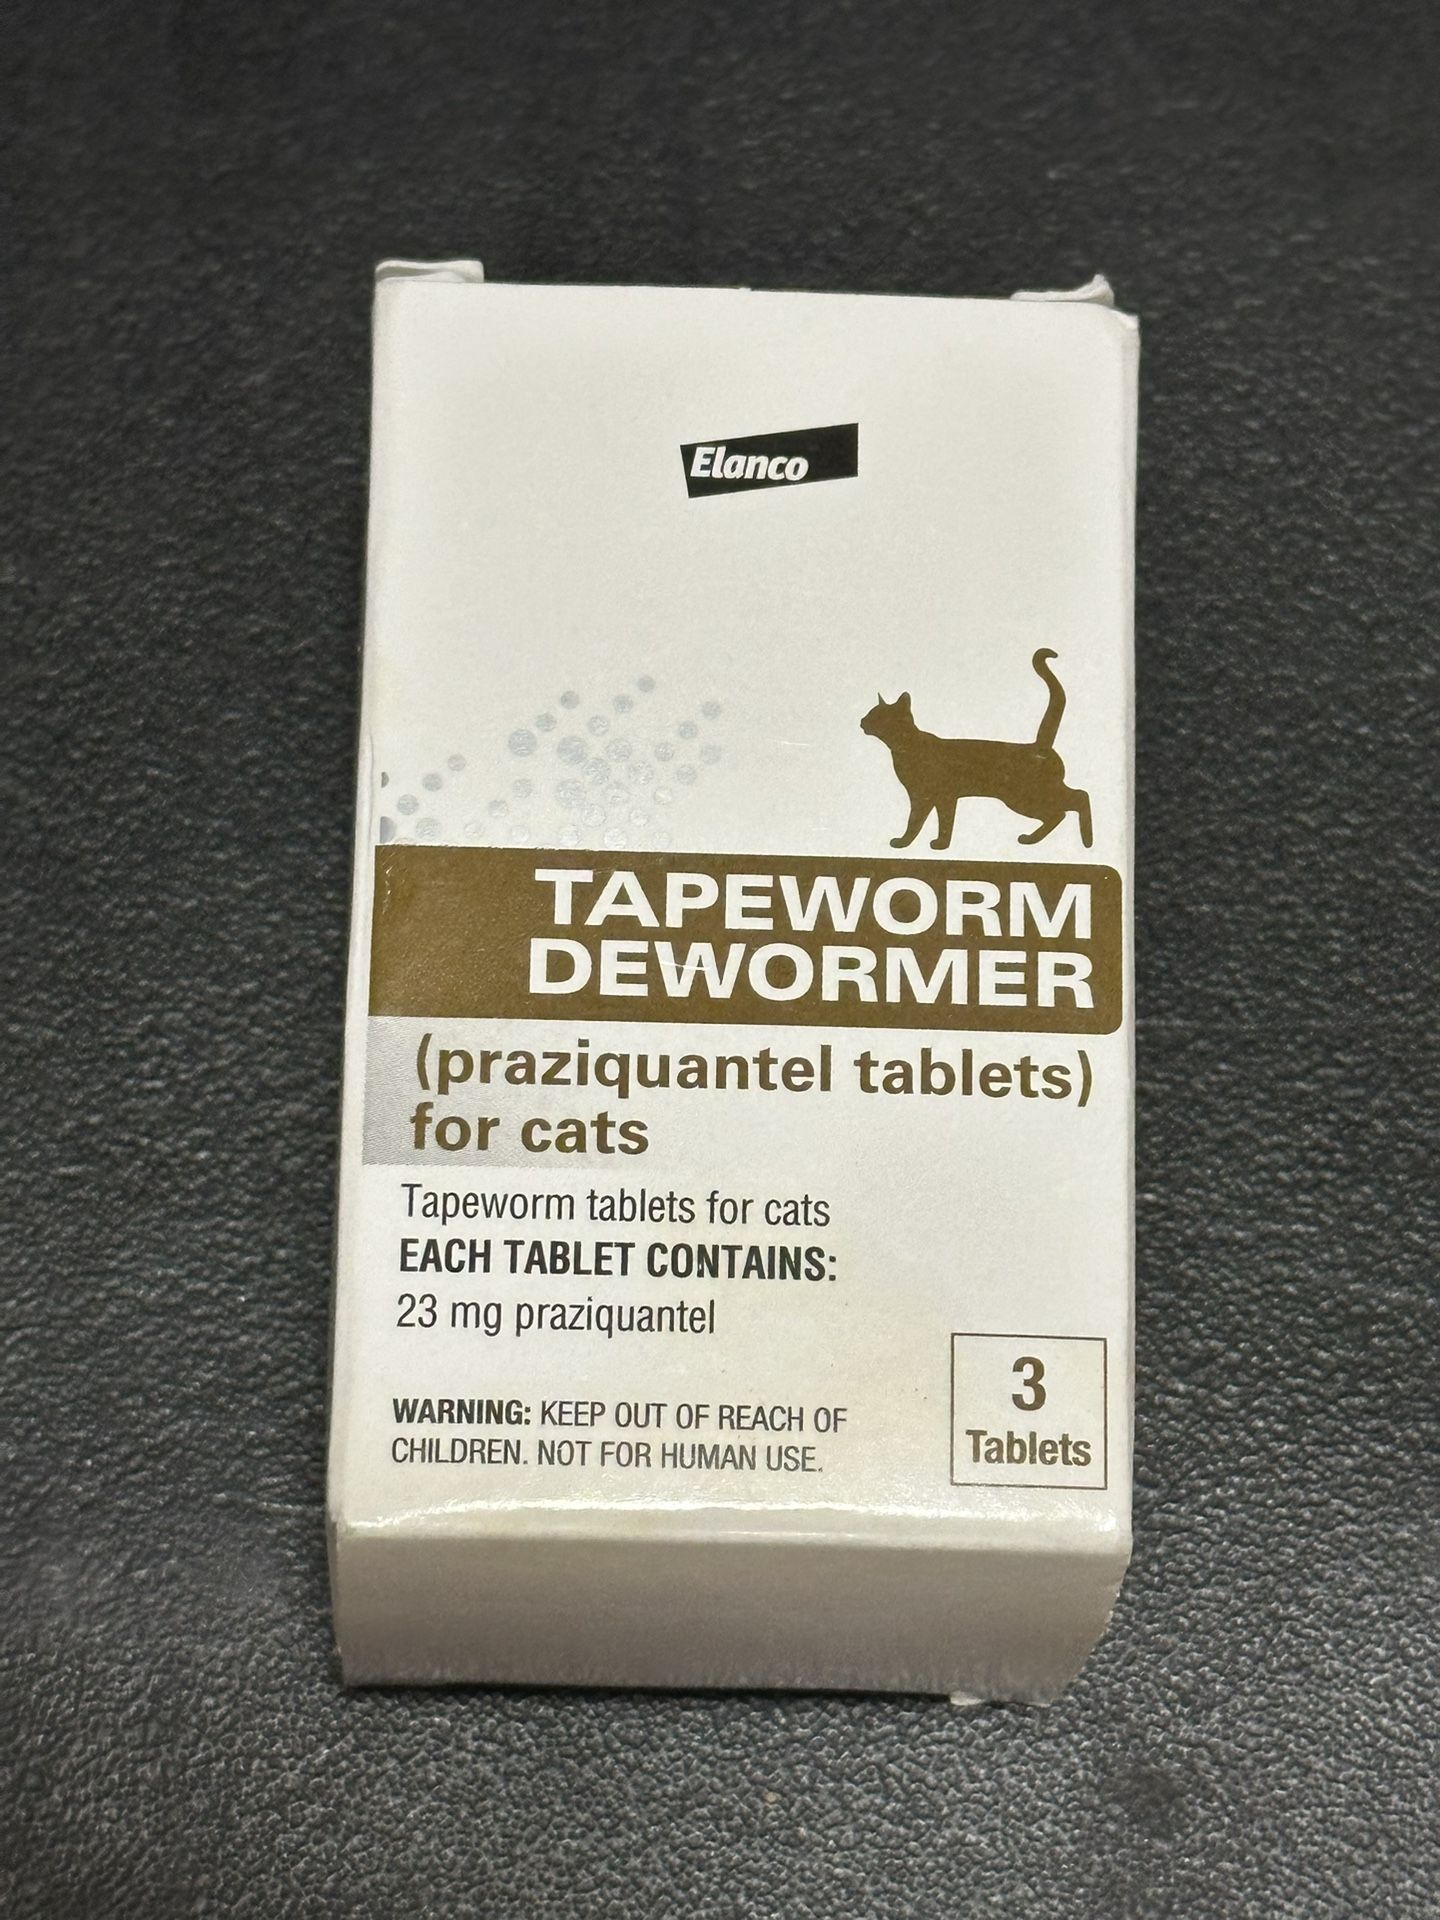 Elanco
TAPEWORM
DEWORMER
(praziquantel tablets)
for cats
Tapeworm tablets for cats
EACH TABLET CONTAINS:
23 mg praziquantel
WARNING: KEEP OUT OF REACH OF
CHILDREN. NOT FOR HUMAN USE.
3
Tablets